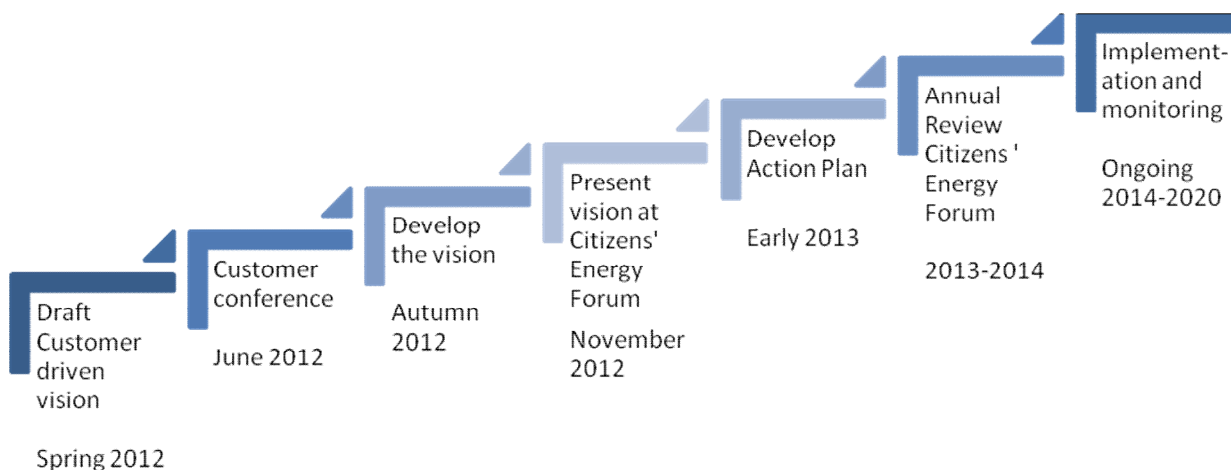 Draft
Customer
driven
vision
Spring 2012
Customer
conference
June 2012
Develop
the vision
Autumn
2012
Present
vision at
Citizens'
Energy
Forum
November
2012
Develop
Action Plan
Early 2013
Annual
Review
Citizens '
Energy
Forum
2013-2014
Implement-
ation and
monitoring
Ongoing
2014-2020